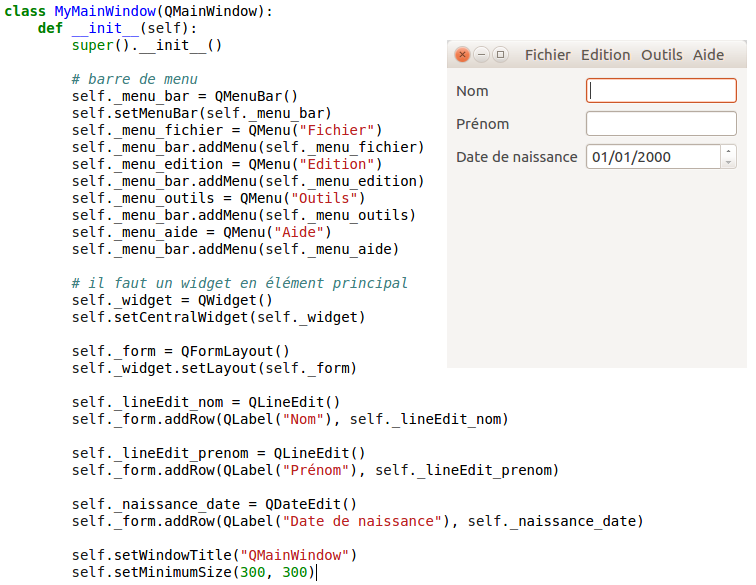 class MyMainWindow(QMainWindow):
    def __init__(self):
        super().__init__()

        # barre de menu
        self._menu_bar = QMenuBar()
        self.setMenuBar(self._menu_bar)
        self._menu_fichier = QMenu("Fichier")
        self._menu_bar.addMenu(self._menu_fichier)
        self._menu_edition = QMenu("Edition")
        self._menu_bar.addMenu(self._menu_edition)
        self._menu_outils = QMenu("Outils")
        self._menu_bar.addMenu(self._menu_outils)
        self._menu_aide = QMenu("Aide")
        self._menu_bar.addMenu(self._menu_aide)

        # il faut un widget en élément principal
        self._widget = QWidget()
        self.setCentralWidget(self._widget)

        self._form = QFormLayout()
        self._widget.setLayout(self._form)

        self._lineEdit_nom = QLineEdit()
        self._form.addRow(QLabel("Nom"), self._lineEdit_nom)

        self._lineEdit_prenom = QLineEdit()
        self._form.addRow(QLabel("Prénom"), self._lineEdit_prenom)

        self._naissance_date = QDateEdit()
        self._form.addRow(QLabel("Date de naissance"), self._naissance_date)

        self.setWindowTitle("QMainWindow")
        self.setMinimumSize(300, 300)
Fichier Edition Outils Aide
Nom
Prénom
Date de naissance 01/01/2000